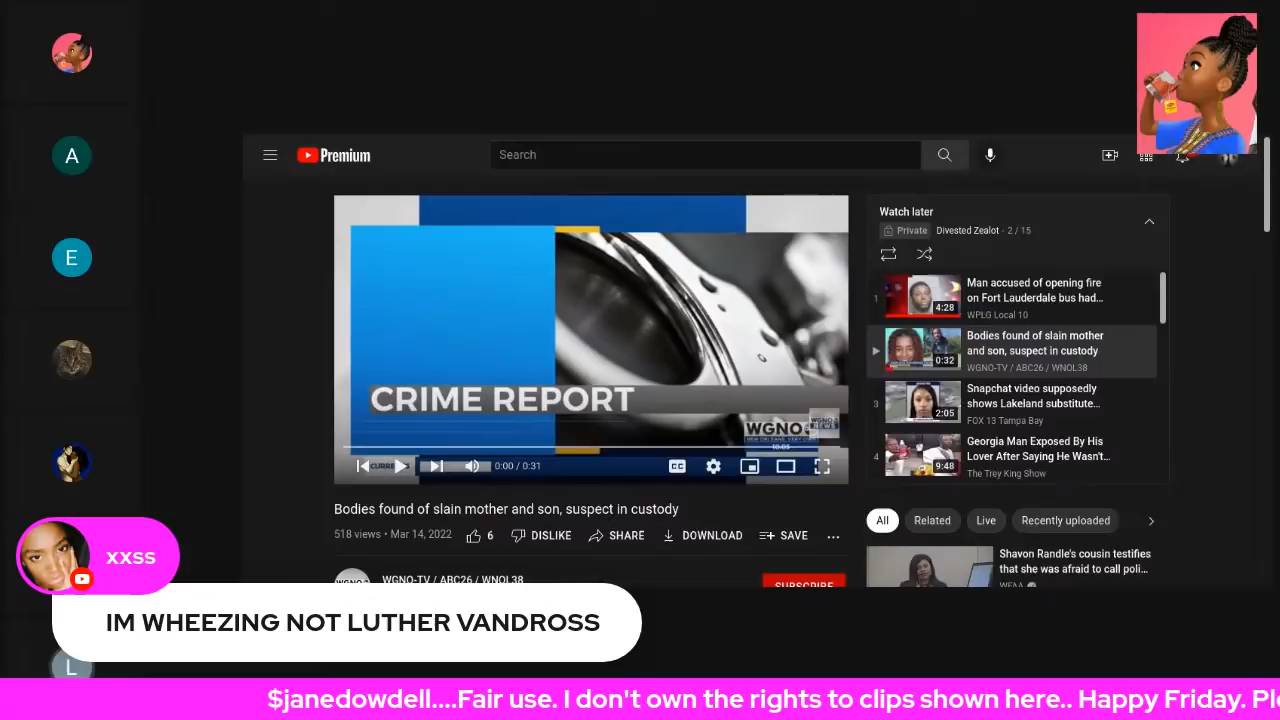 Premium
Search
CRIME REPORT
WGNO
0:00 / 0:31
CC
Bodies found of slain mother and son, suspect in custody
518 views • Mar 14, 2022
6
DISLIKE
SHARE
DOWNLOAD
SAVE
WGNO-TV / ABC26 / WNOL38
SUBSCRIBE
Watch later
Private
Divested Zealot - 2 / 15
1
4:28
Man accused of opening fire
on Fort Lauderdale bus had...
WPLG Local 10
0:32
Bodies found of slain mother
and son, suspect in custody
WGNO-TV / ABC26 / WNOL38
3
2:05
Snapchat video supposedly
shows Lakeland substitute...
FOX 13 Tampa Bay
4
9:48
Georgia Man Exposed By His
Lover After Saying He Wasn't...
The Trey King Show
All
Related
Live
Recently uploaded
Shavon Randle's cousin testifies
that she was afraid to call poli...
WFAA
A
E
L
XXSS
IM WHEEZING NOT LUTHER VANDROSS
$janedowdell....Fair use. I don't own the rights to clips shown here.. Happy Friday. Ple